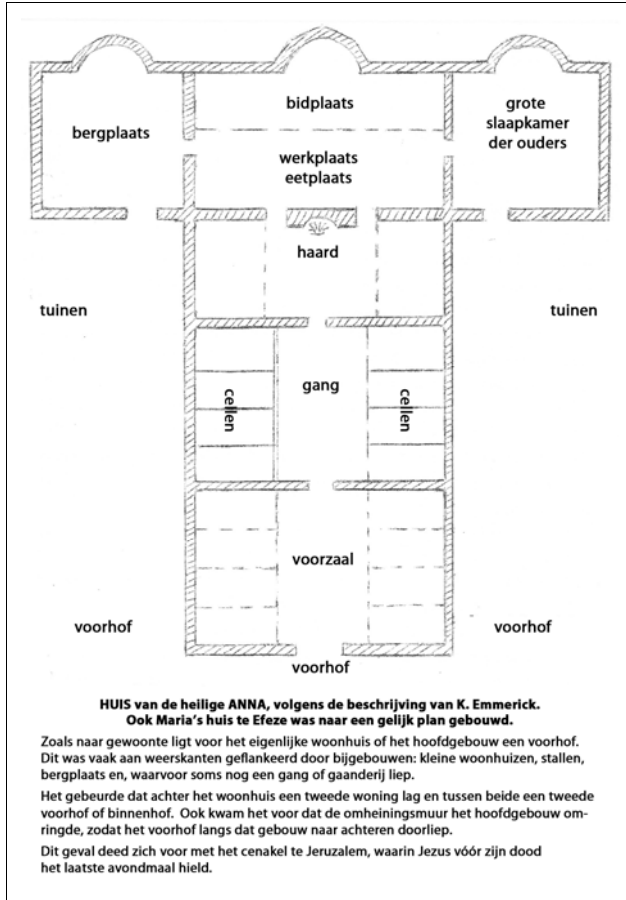 bidplaats
bergplaats
grote
slaapkamer
der ouders
werkplaats
eetplaats
haard
tuinen
tuinen
gang
cellen
cellen
voorzaal
voorhof
voorhof
voorhof
HUIS van de heilige ANNA, volgens de beschrijving van K. Emmerick.
Ook Maria's huis te Efeze was naar een gelijk plan gebouwd.
Zoals naar gewoonte ligt voor het eigenlijke woonhuis of het hoofdgebouw een voorhof.
Dit was vaak aan weerskanten geflankeerd door bijgebouwen: kleine woonhuizen, stallen,
bergplaats en, waarvoor soms nog een gang of gaanderij liep.
Het gebeurde dat achter het woonhuis een tweede woning lag en tussen beide een tweede
voorhof of binnenhof. Ook kwam het voor dat de omheiningsmuur het hoofdgebouw om-
ringde, zodat het voorhof langs dat gebouw naar achteren doorliep.
Dit geval deed zich voor met het cenakel te Jeruzalem, waarin Jezus vóór zijn dood
het laatste avondmaal hield.